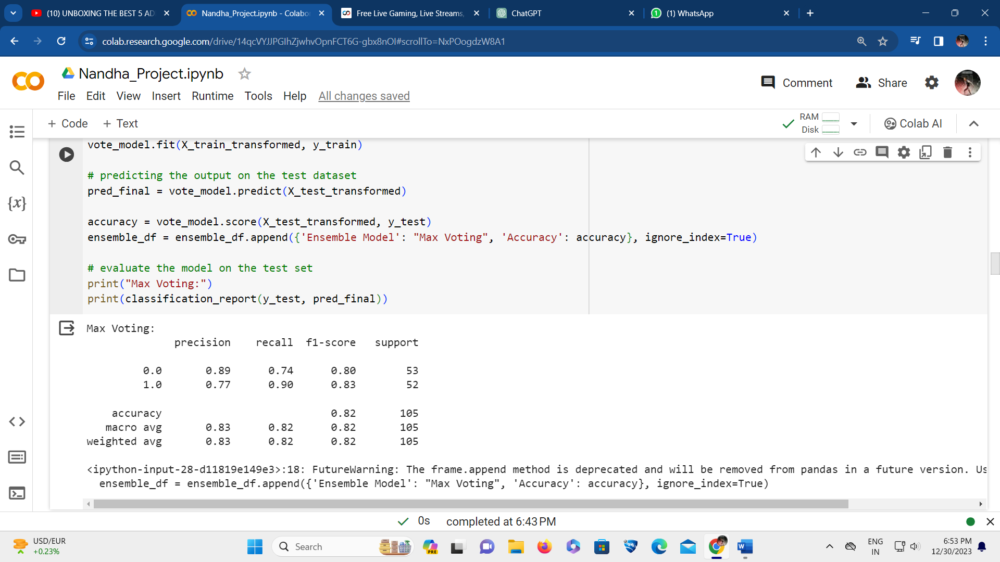 (10) UNBOXING THE BEST 5 AD
Nandha_Project.ipynb - Colabor
Free Live Gaming, Live Streams,
ChatGPT
(1) WhatsApp
colab.research.google.com/drive/14qcVYJJPGIhZjwhvOpnFCT6G-gbx8nOI#scrollTo=NxPOogdzW8A1
Nandha_Project.ipynb
Comment
Share
File Edit View Insert Runtime Tools Help All changes saved
+ Code + Text
RAM
Disk
Colab AI
vote_model.fit(X_train_transformed, y_train)
# predicting the output on the test dataset
pred_final = vote_model.predict(X_test_transformed)
accuracy = vote_model.score(X_test_transformed, y_test)
ensemble_df = ensemble_df.append({'Ensemble Model': "Max Voting", 'Accuracy': accuracy}, ignore_index=True)
# evaluate the model on the test set
print("Max Voting:")
print(classification_report(y_test, pred_final))
{x}
Max Voting:
precision recall f1-score support
0.0 0.89 0.74 0.80 53
1.0 0.77 0.90 0.83 52
accuracy 0.82 105
macro avg 0.83 0.82 0.82 105
weighted avg 0.83 0.82 0.82 105
<ipython-input-28-d11819e149e3>:18: FutureWarning: The frame.append method is deprecated and will be removed from pandas in a future version. Us
ensemble_df = ensemble_df.append({'Ensemble Model': "Max Voting", 'Accuracy': accuracy}, ignore_index=True)
0s completed at 6:43 PM
USD/EUR
+0.23%
Search
PRE
W
ENG
IN
6:53 PM
12/30/2023